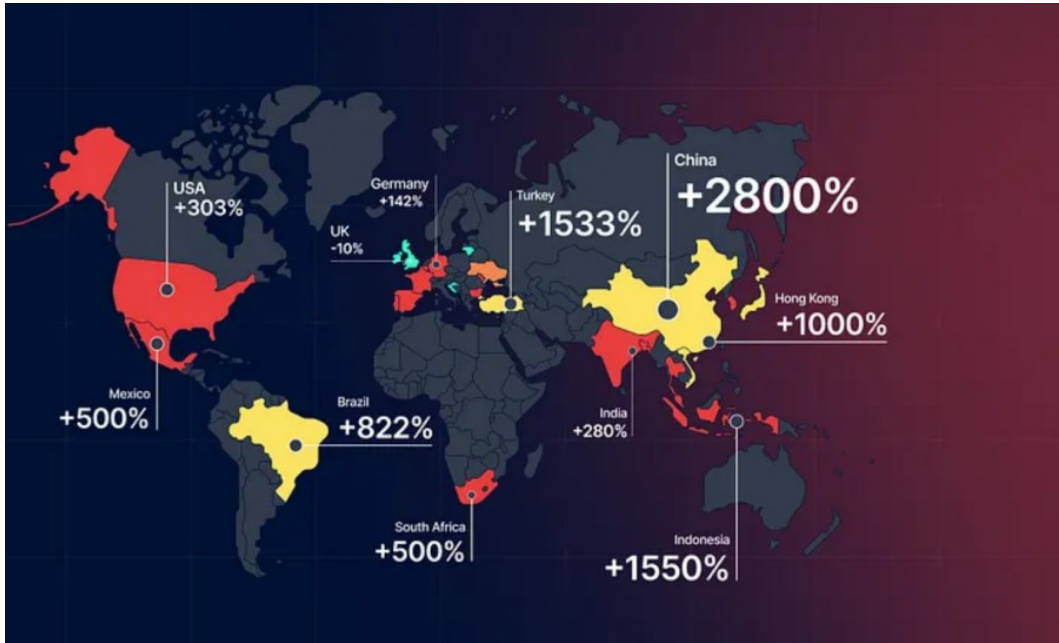 USA
+303%
Germany
+142%
UK
-10%
Turkey
+1533%
China
+2800%
Hong Kong
+1000%
Mexico
+500%
Brazil
+822%
India
+280%
South Africa
+500%
Indonesia
+1550%